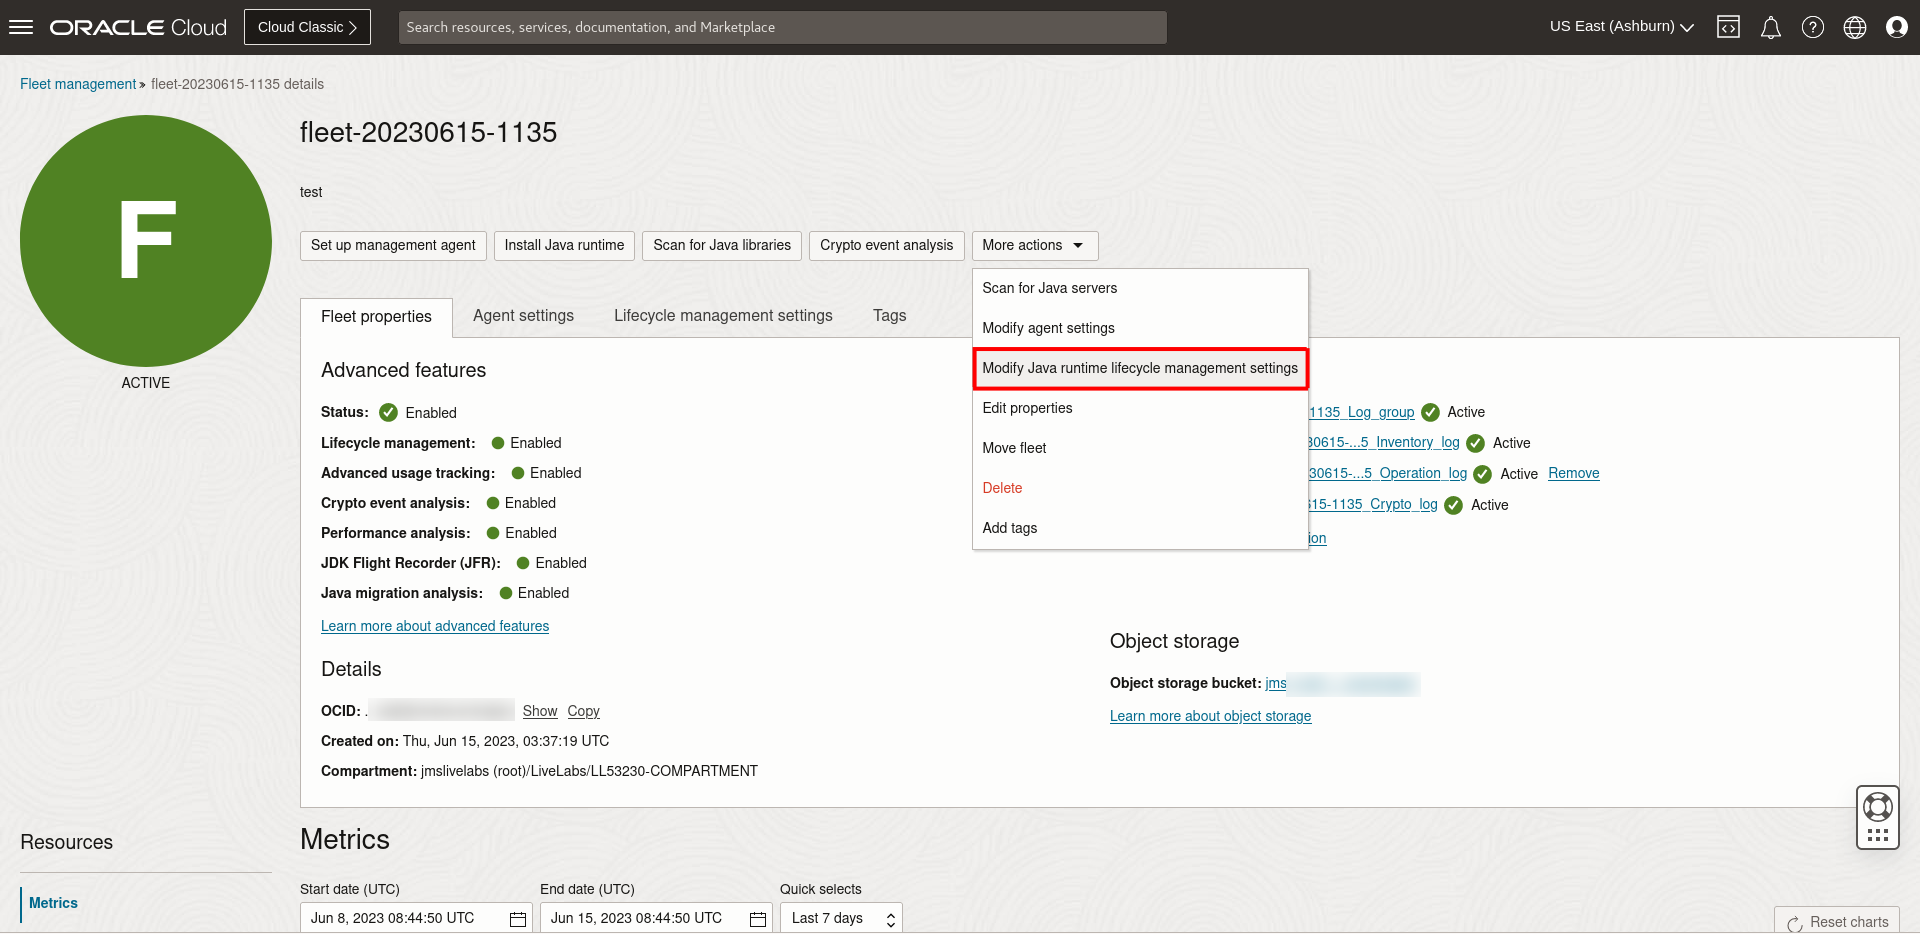 ORACLE Cloud
Cloud Classic
Search resources, services, documentation, and Marketplace
US East (Ashburn)
Fleet management » fleet-20230615-1135 details
F
ACTIVE
fleet-20230615-1135
test
Set up management agent
Install Java runtime
Scan for Java libraries
Crypto event analysis
More actions
Scan for Java servers
Modify agent settings
Modify Java runtime lifecycle management settings
Edit properties
Move fleet
Delete
Add tags
Fleet properties
Agent settings
Lifecycle management settings
Tags
Advanced features
Status: Enabled
Lifecycle management: Enabled
Advanced usage tracking: Enabled
Crypto event analysis: Enabled
Performance analysis: Enabled
JDK Flight Recorder (JFR): Enabled
Java migration analysis: Enabled
Learn more about advanced features
Details
OCID: . Show Copy
Created on: Thu, Jun 15, 2023, 03:37:19 UTC
Compartment: jmslivelabs (root)/LiveLabs/LL53230-COMPARTMENT
1135_Log_group Active
30615-...5_Inventory_log Active
30615-...5_Operation_log Active Remove
15-1135_Crypto_log Active
ion
Object storage
Object storage bucket: jms
Learn more about object storage
Resources
Metrics
Metrics
Start date (UTC)
Jun 8, 2023 08:44:50 UTC
End date (UTC)
Jun 15, 2023 08:44:50 UTC
Quick selects
Last 7 days
Reset charts